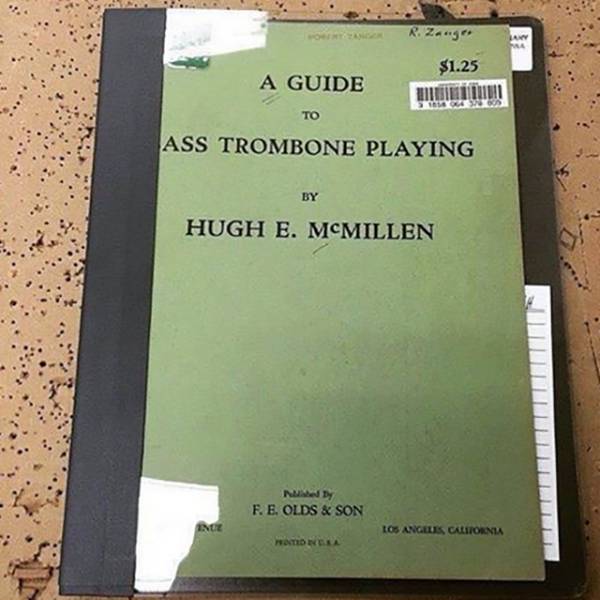 ROBERT ZANGER
R. Zanger
$1.25
3 1858 064 379 809
A GUIDE
TO
ASS TROMBONE PLAYING
BY
HUGH E. McMILLEN
Published By
F. E. OLDS & SON
ENUE
LOS ANGELES, CALIFORNIA
PRINTED IN U.S.A.